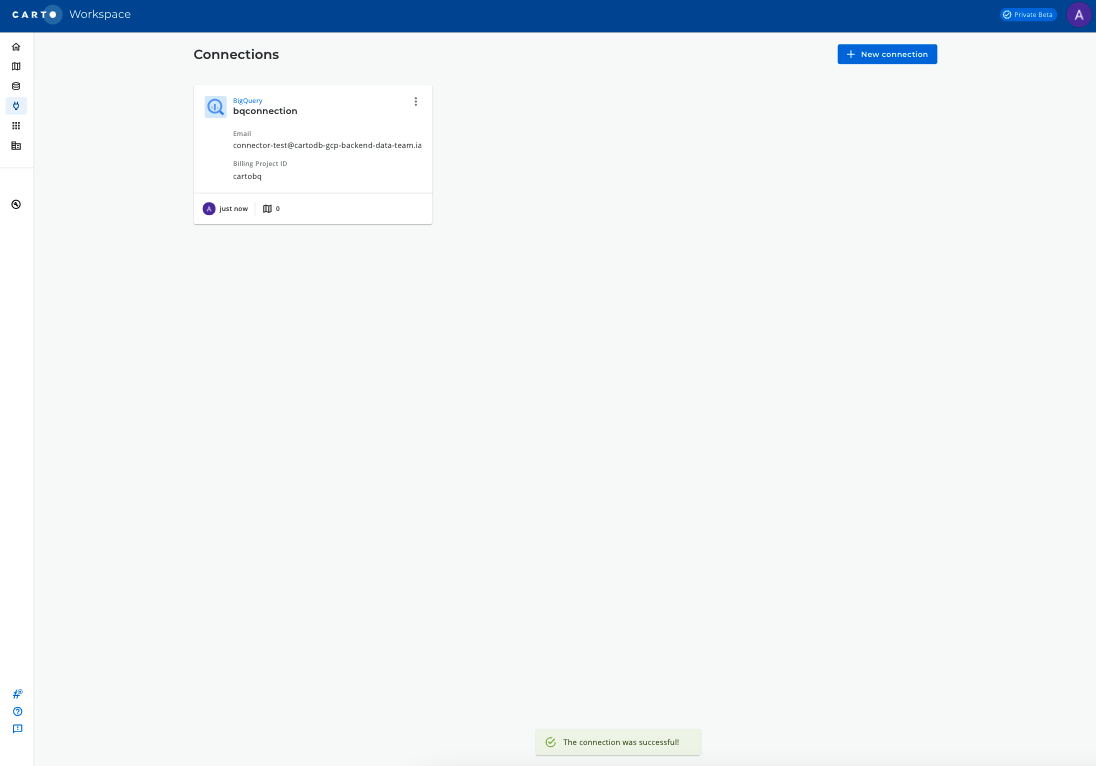 CARTO Workspace
Private Beta
A
Connections
New connection
BigQuery
bqconnection
Email
connector-test@cartodb-gcp-backend-data-team.ia
Billing Project ID
cartobq
A just now 0
The connection was successful!